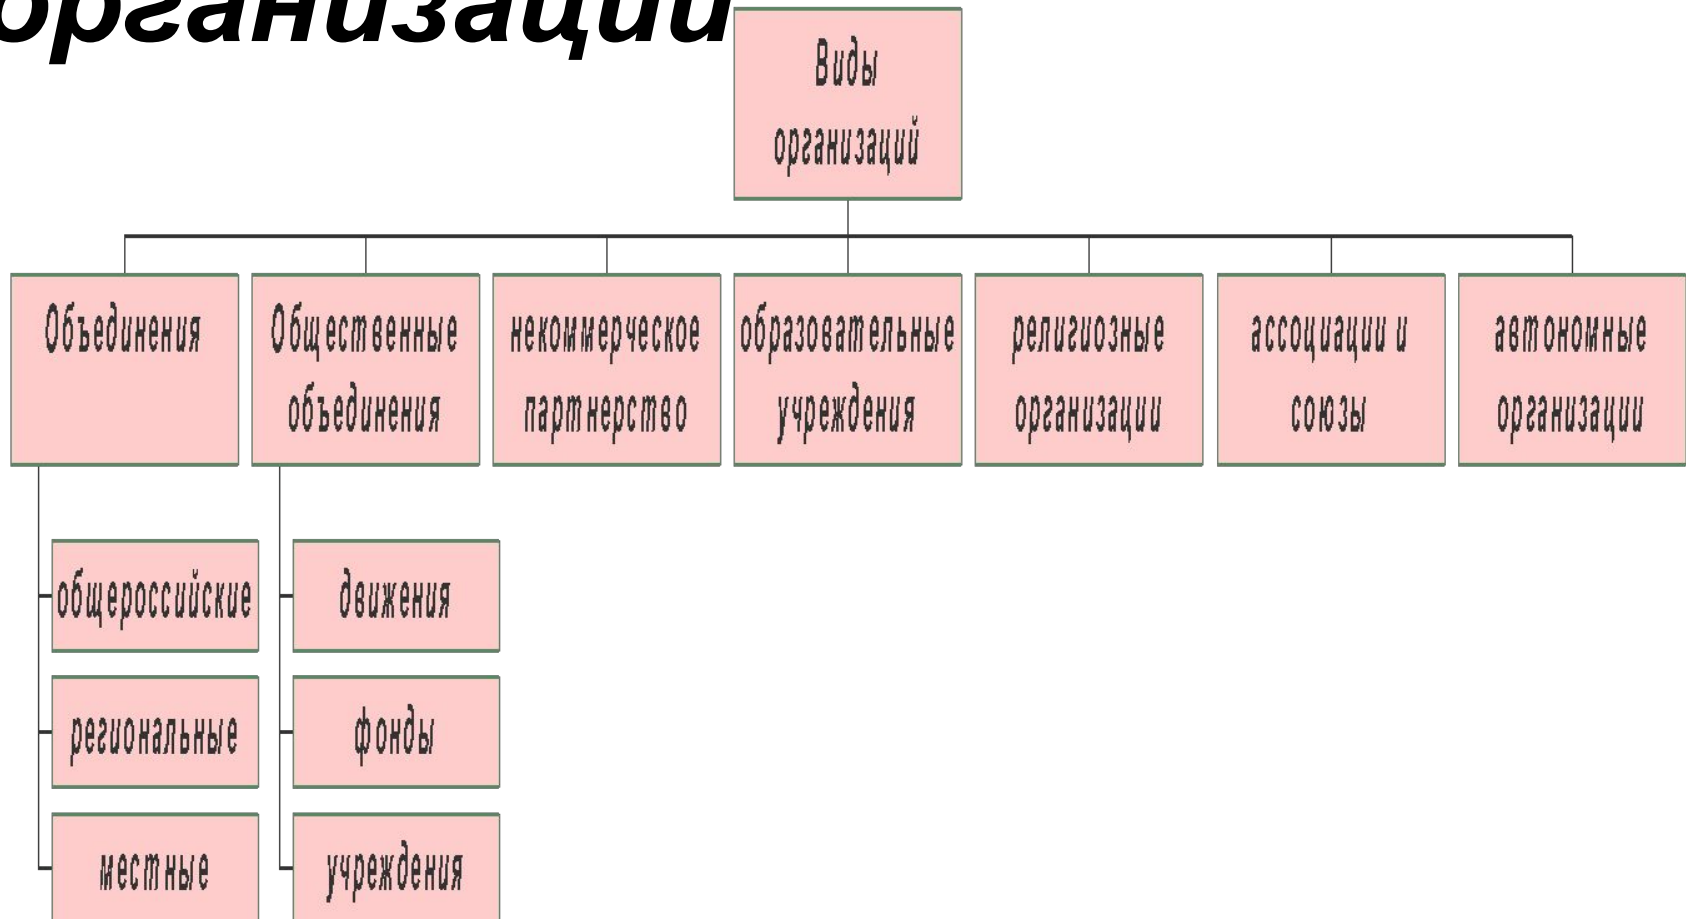 организации
Виды
организаций
Объединения
Общественные
объединения
некоммерческое
партнерство
образовательные
учреждения
религиозные
организации
ассоциации и
союзы
автономные
организации
общероссийские
региональные
местные
движения
фонды
учреждения